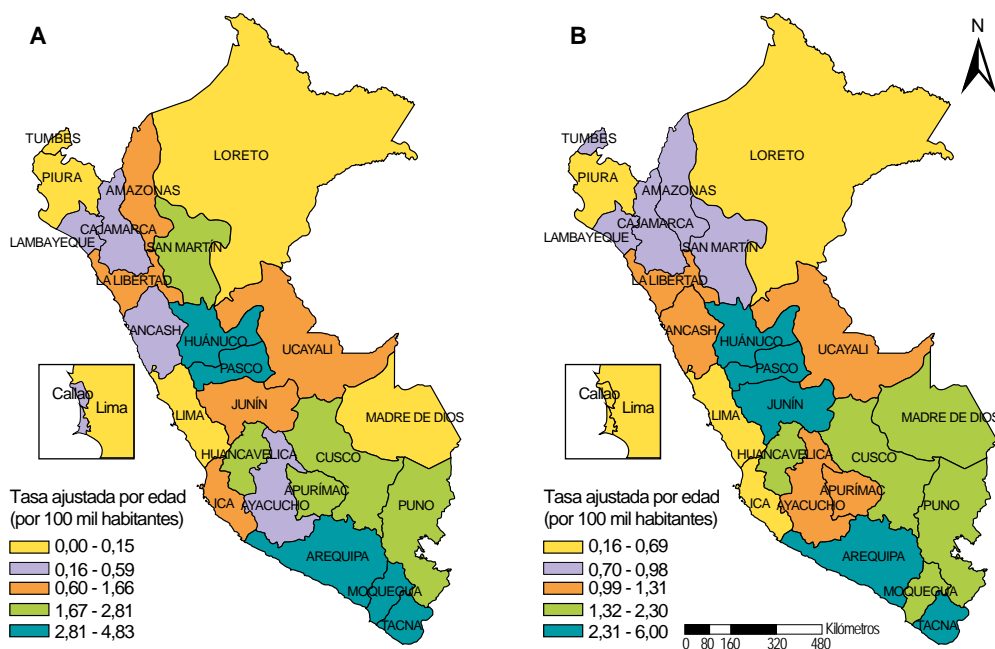 A
TUMBES
PIURA
LORETO
AMAZONAS
CAJAMARCA
LAMBAYEQUE
SAN MARTÍN
LA LIBERTAD
ANCASH
HUÁNUCO
UCAYALI
PASCO
Callao
Lima
LIMA
JUNÍN
MADRE DE DIOS
HUANCAVELICA
CUSCO
ICA
AYACUCHO
APURÍMAC
PUNO
AREQUIPA
MOQUEGUA
TACNA
Tasa ajustada por edad
(por 100 mil habitantes)
0,00 - 0,15
0,16 - 0,59
0,60 - 1,66
1,67 - 2,81
2,81 - 4,83
B
N
TUMBES
PIURA
LORETO
AMAZONAS
CAJAMARCA
LAMBAYEQUE
SAN MARTÍN
LA LIBERTAD
ANCASH
HUÁNUCO
UCAYALI
PASCO
Callao
Lima
LIMA
JUNÍN
MADRE DE DIOS
HUANCAVELICA
CUSCO
ICA
AYACUCHO
APURÍMAC
PUNO
AREQUIPA
MOQUEGUA
TACNA
Tasa ajustada por edad
(por 100 mil habitantes)
0,16 - 0,69
0,70 - 0,98
0,99 - 1,31
1,32 - 2,30
2,31 - 6,00
Kilómetros
0 80 160 320 480